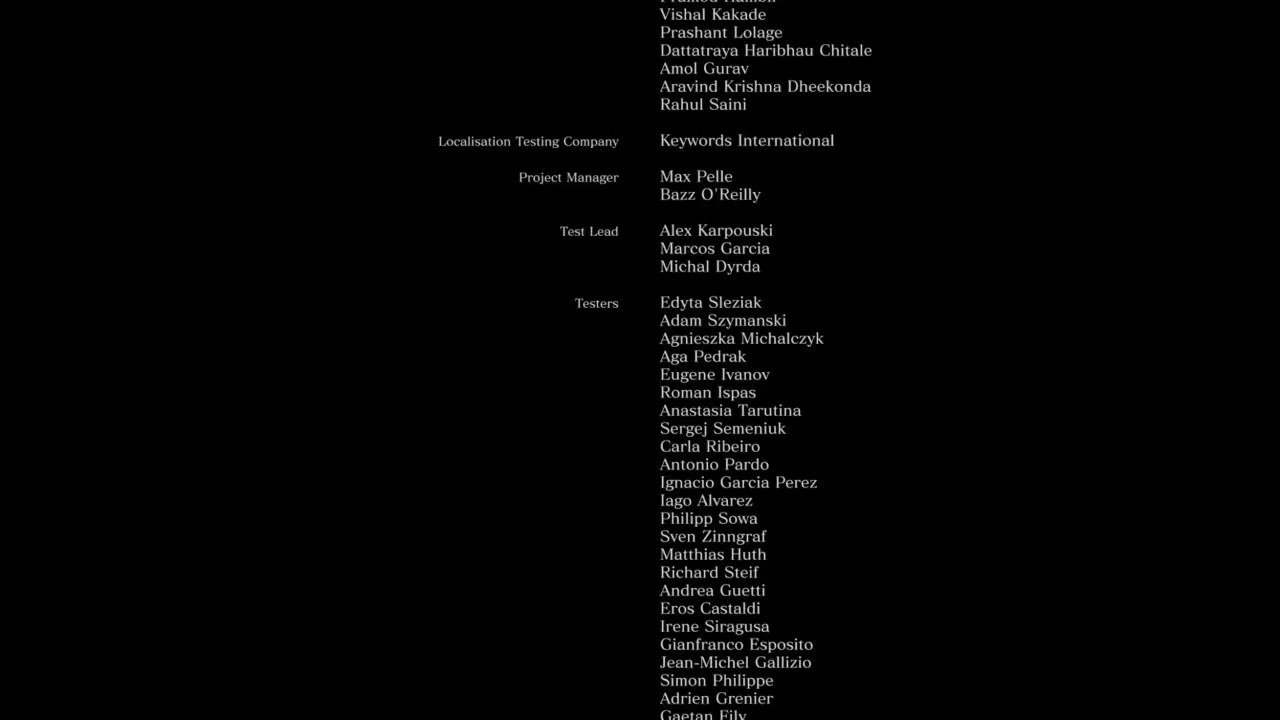 Vishal Kakade
Prashant Lolage
Dattatraya Haribhau Chitale
Amol Gurav
Aravind Krishna Dheekonda
Rahul Saini
Localisation Testing Company Keywords International
Project Manager Max Pelle
Bazz O'Reilly
Test Lead Alex Karpouski
Marcos Garcia
Michal Dyrda
Testers Edyta Sleziak
Adam Szymanski
Agnieszka Michalczyk
Aga Pedrak
Eugene Ivanov
Roman Ispas
Anastasia Tarutina
Sergej Semeniuk
Carla Ribeiro
Antonio Pardo
Ignacio Garcia Perez
Iago Alvarez
Philipp Sowa
Sven Zinngraf
Matthias Huth
Richard Steif
Andrea Guetti
Eros Castaldi
Irene Siragusa
Gianfranco Esposito
Jean-Michel Gallizio
Simon Philippe
Adrien Grenier
Gaetan